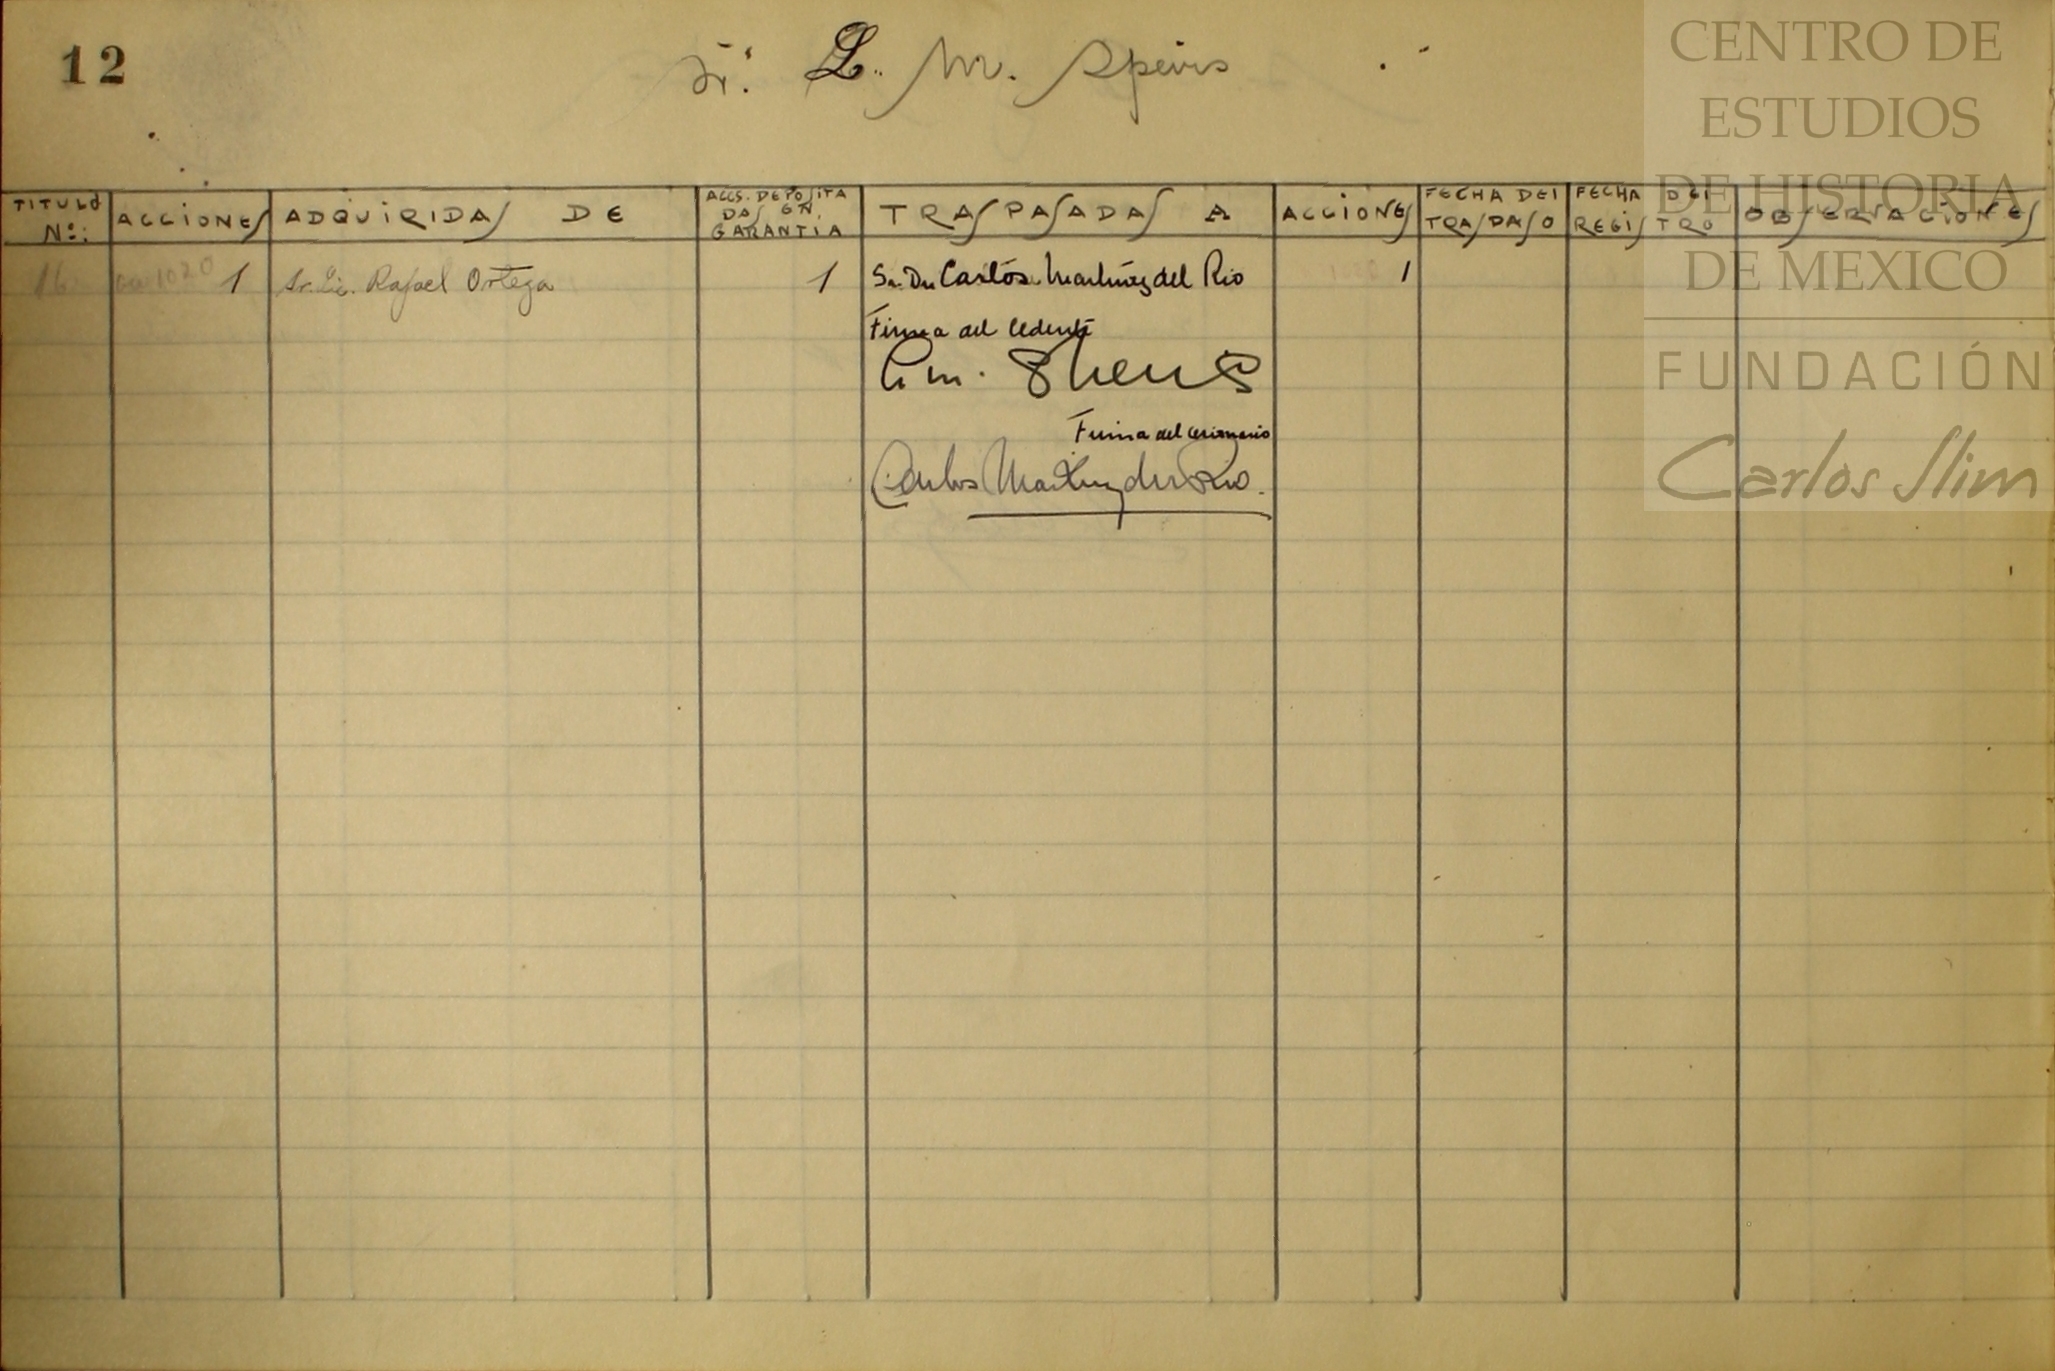 12
Sr. L. M. Speirs
TITULO Nº:
ACCIONES
ADQUIRIDAS DE
ACCS. DEPOSITADAS EN GARANTIA
TRASPASADAS A
ACCIONES
FECHA DEL TRASPASO
FECHA DEL REGISTRO
OBSERVACIONES
16 1020 1 Sr. Lic. Rafael Ortega 1 Sr. Dn Carlos Martínez del Rio 1
Firma del Cedente
Firma del cesionario
Carlos Martinez del Rio.
CENTRO DE
ESTUDIOS
DE HISTORIA
DE MEXICO
FUNDACIÓN
Carlos Slim